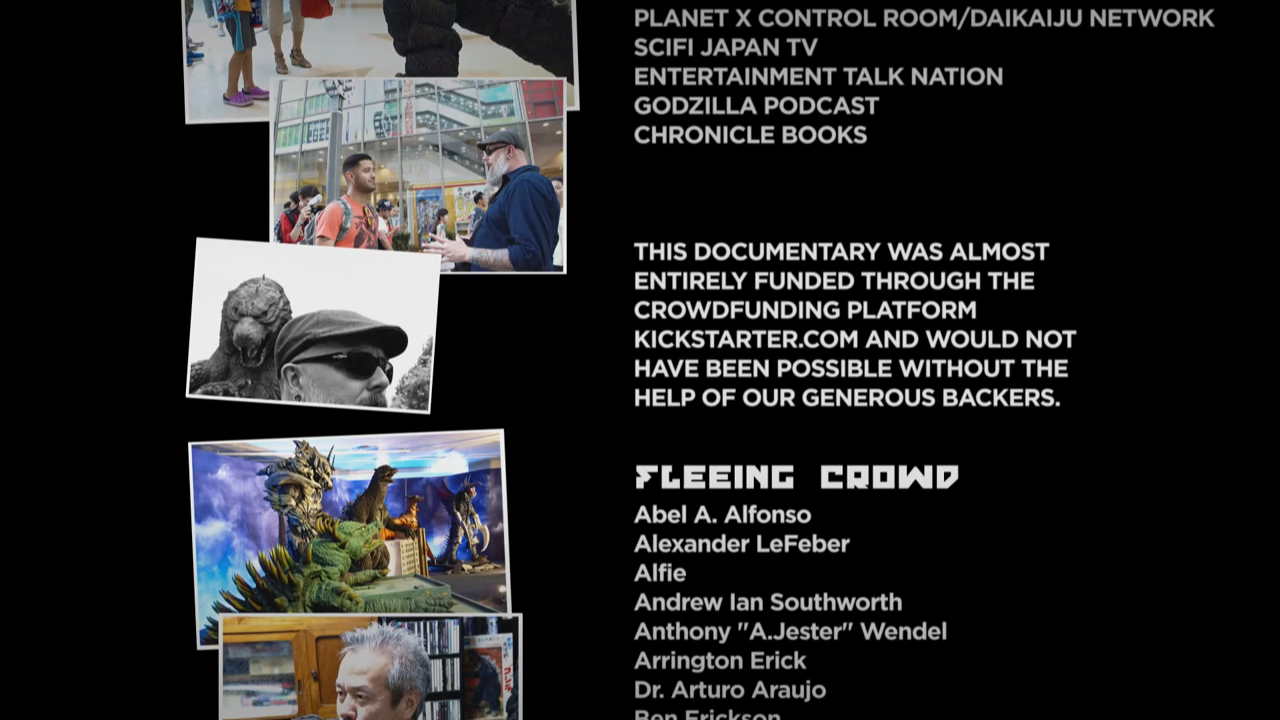 PLANET X CONTROL ROOM/DAIKAIJU NETWORK
SCIFI JAPAN TV
ENTERTAINMENT TALK NATION
GODZILLA PODCAST
CHRONICLE BOOKS
THIS DOCUMENTARY WAS ALMOST
ENTIRELY FUNDED THROUGH THE
CROWDFUNDING PLATFORM
KICKSTARTER.COM AND WOULD NOT
HAVE BEEN POSSIBLE WITHOUT THE
HELP OF OUR GENEROUS BACKERS.
FLEEING CROWD
Abel A. Alfonso
Alexander LeFeber
Alfie
Andrew Ian Southworth
Anthony "A.Jester" Wendel
Arrington Erick
Dr. Arturo Araujo
Ben Erickson